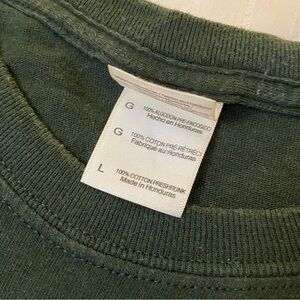 G 100% ALGODON PRE-ENCOGIDO
Hecho en Honduras
G 100% COTON PRÉ-RÉTRÉCI
Fabriqué au Honduras
L 100% COTTON PRESHRUNK
Made in Honduras